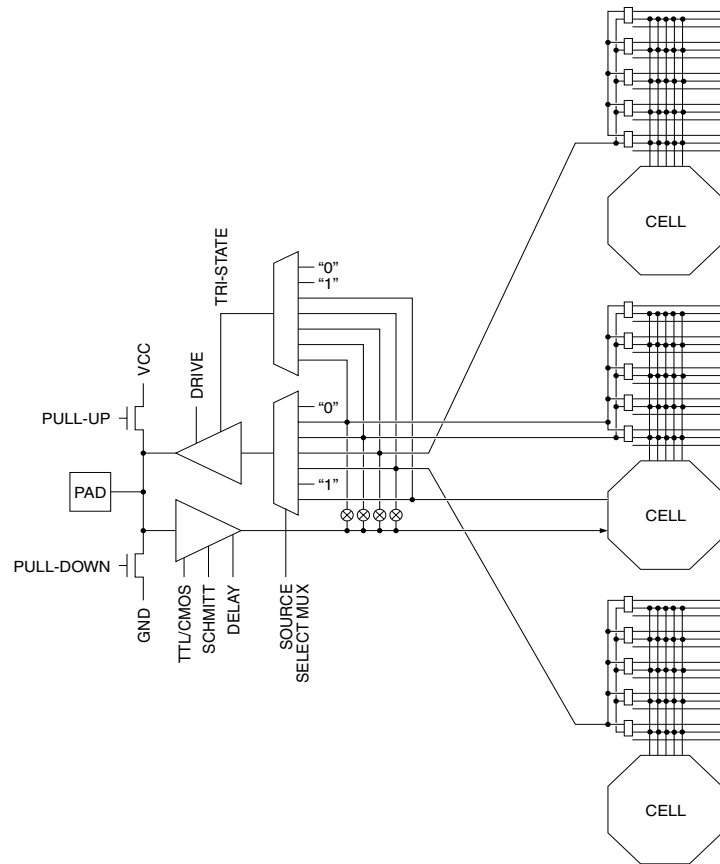 CELL
"0"
"1"
TRI-STATE
VCC
DRIVE
PULL-UP
"0"
PAD
"1"
CELL
PULL-DOWN
GND
TTL/CMOS
SCHMITT
DELAY
SOURCE
SELECT MUX
CELL